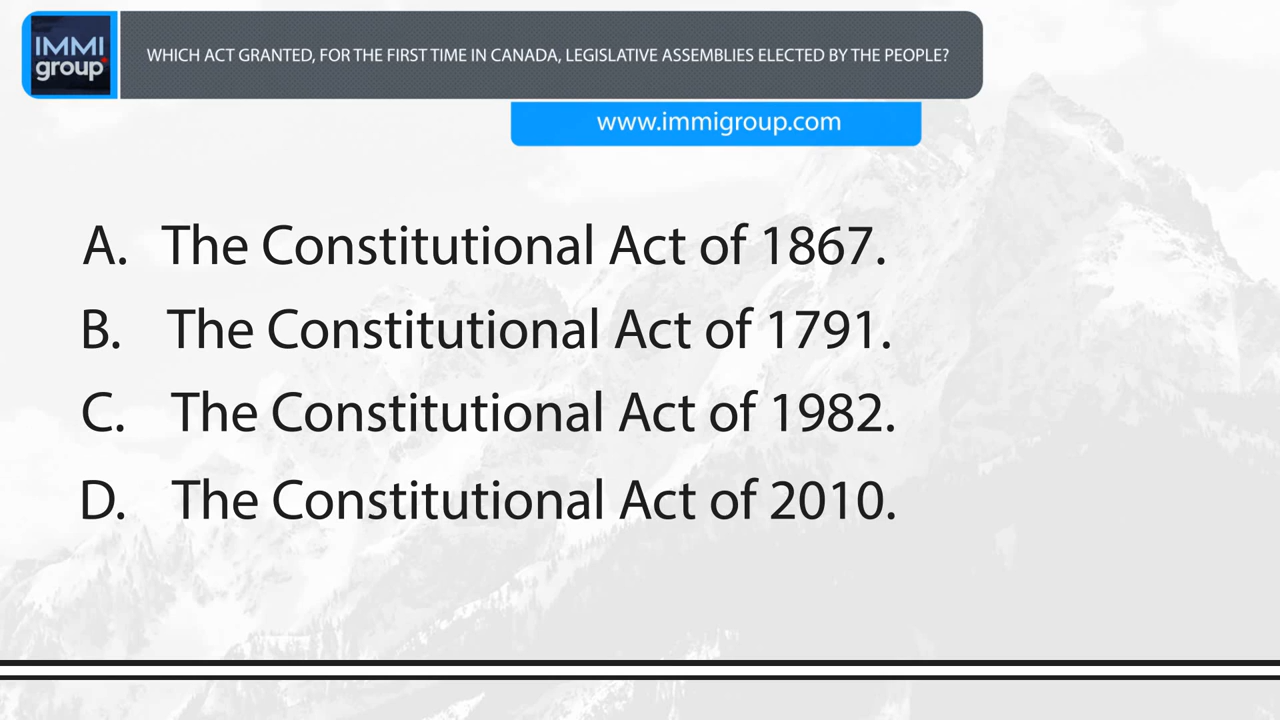 IMMI
group
WHICH ACT GRANTED, FOR THE FIRST TIME IN CANADA, LEGISLATIVE ASSEMBLIES ELECTED BY THE PEOPLE?
www.immigroup.com
A. The Constitutional Act of 1867.
B. The Constitutional Act of 1791.
C. The Constitutional Act of 1982.
D. The Constitutional Act of 2010.